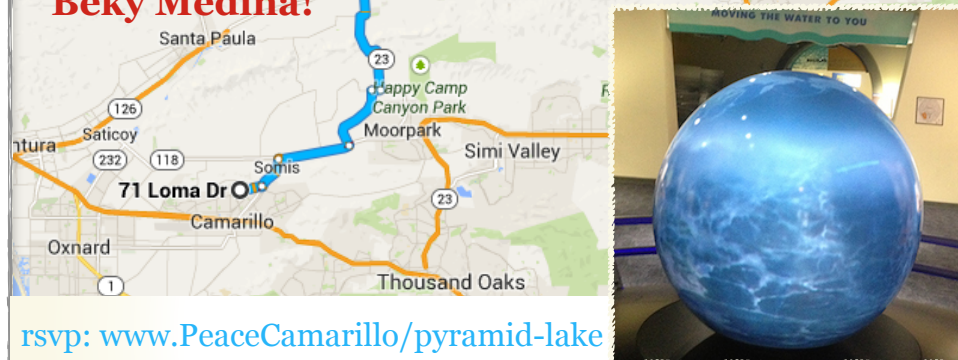 Beky Medina!
MOVING THE WATER TO YOU
Santa Paula
23
Happy Camp
Canyon Park
126
Saticoy
ntura
Moorpark
232
118
Somis
Simi Valley
71 Loma Dr
23
Camarillo
Oxnard
1
Thousand Oaks
rsvp: www.PeaceCamarillo/pyramid-lake